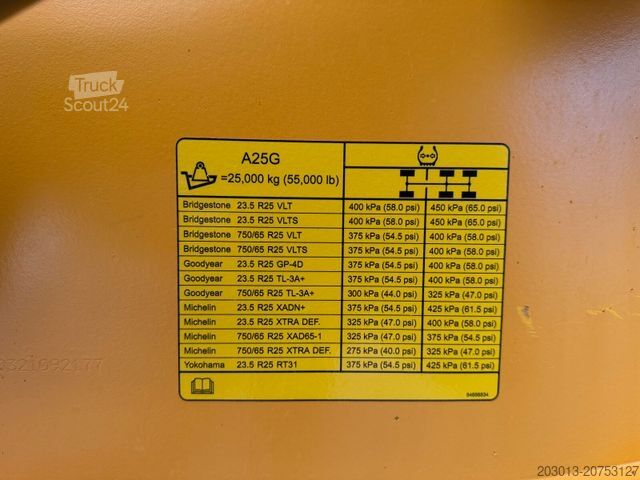 Truck
Scout24
A25G
=25,000 kg (55,000 lb)
Bridgestone 23.5 R25 VLT 400 kPa (58.0 psi) 450 kPa (65.0 psi)
Bridgestone 23.5 R25 VLTS 400 kPa (58.0 psi) 450 kPa (65.0 psi)
Bridgestone 750/65 R25 VLT 375 kPa (54.5 psi) 400 kPa (58.0 psi)
Bridgestone 750/65 R25 VLTS 375 kPa (54.5 psi) 400 kPa (58.0 psi)
Goodyear 23.5 R25 GP-4D 375 kPa (54.5 psi) 400 kPa (58.0 psi)
Goodyear 23.5 R25 TL-3A+ 375 kPa (54.5 psi) 400 kPa (58.0 psi)
Goodyear 750/65 R25 TL-3A+ 300 kPa (44.0 psi) 325 kPa (47.0 psi)
Michelin 23.5 R25 XADN+ 375 kPa (54.5 psi) 425 kPa (61.5 psi)
Michelin 23.5 R25 XTRA DEF. 325 kPa (47.0 psi) 400 kPa (58.0 psi)
Michelin 750/65 R25 XAD65-1 325 kPa (47.0 psi) 375 kPa (54.5 psi)
Michelin 750/65 R25 XTRA DEF. 275 kPa (40.0 psi) 325 kPa (47.0 psi)
Yokohama 23.5 R25 RT31 375 kPa (54.5 psi) 425 kPa (61.5 psi)
203013-20753127